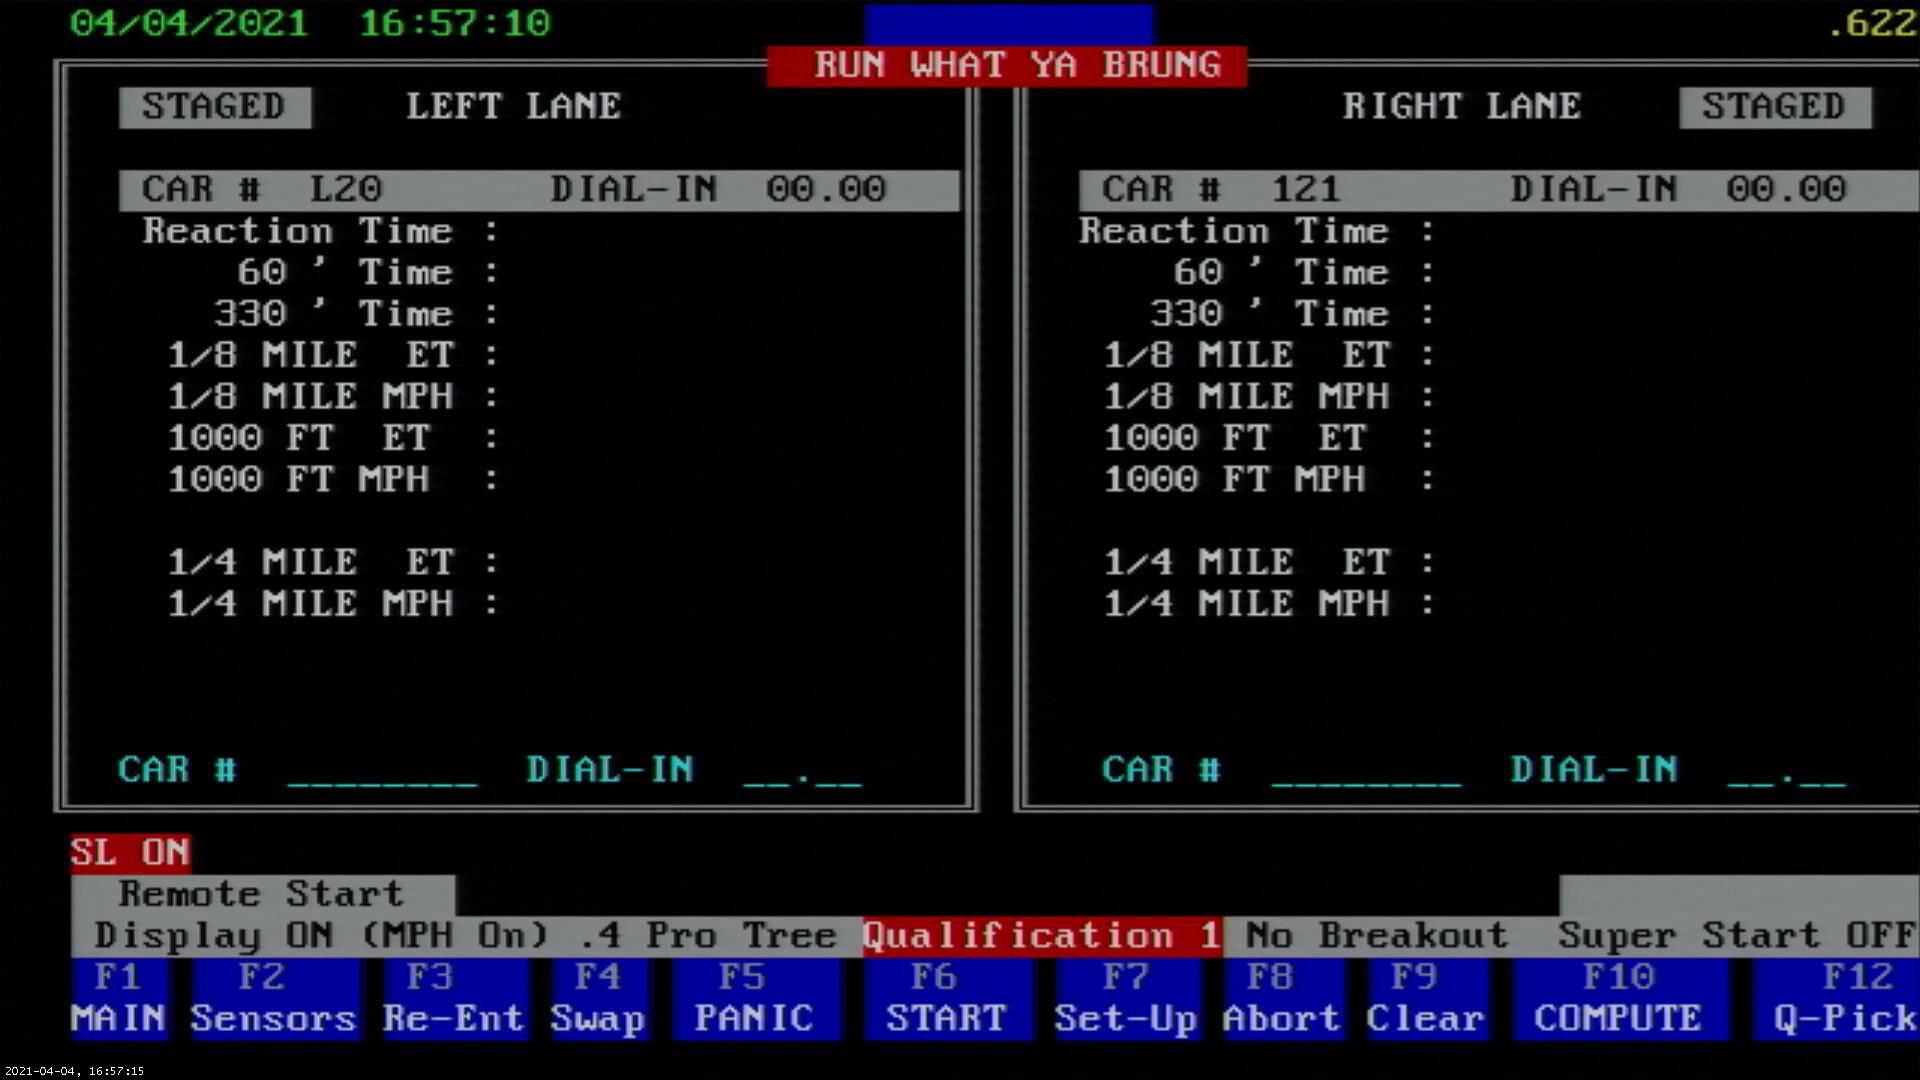 04/04/2021 16:57:10 .622
RUN WHAT YA BRUNG
STAGED LEFT LANE RIGHT LANE STAGED
CAR # L20 DIAL-IN 00.00 CAR # 121 DIAL-IN 00.00
Reaction Time : Reaction Time :
60 ' Time : 60 ' Time :
330 ' Time : 330 ' Time :
1/8 MILE ET : 1/8 MILE ET :
1/8 MILE MPH : 1/8 MILE MPH :
1000 FT ET : 1000 FT ET :
1000 FT MPH : 1000 FT MPH :
1/4 MILE ET : 1/4 MILE ET :
1/4 MILE MPH : 1/4 MILE MPH :
CAR # ________ DIAL-IN __.__ CAR # ________ DIAL-IN __.__
SL ON
Remote Start
Display ON (MPH On) .4 Pro Tree Qualification 1 No Breakout Super Start OFF
F1 F2 F3 F4 F5 F6 F7 F8 F9 F10 F12
MAIN Sensors Re-Ent Swap PANIC START Set-Up Abort Clear COMPUTE Q-Pick
2021-04-04, 16:57:15